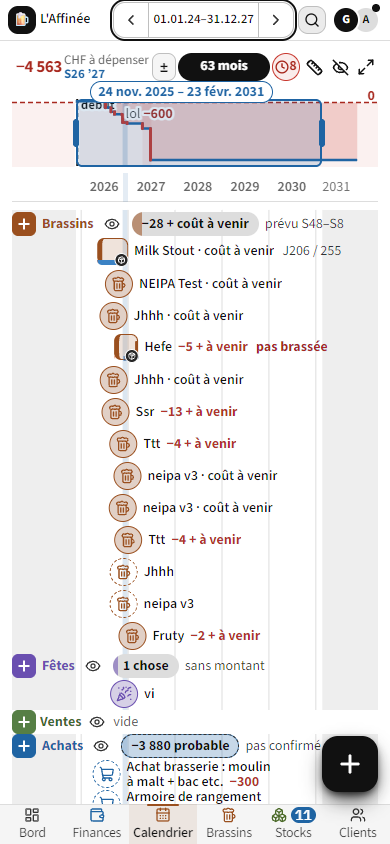 L'Affinée
01.01.24–31.12.27
G
A
−4 563
CHF à dépenser
S26 '27
±
63 mois
8
24 nov. 2025 – 23 févr. 2031
0
début
lol −600
2026 2027 2028 2029 2030 2031
Brassins −28 + coût à venir prévu S48–S8
Milk Stout · coût à venir J206 / 255
NEIPA Test · coût à venir
Jhhh · coût à venir
Hefe −5 + à venir pas brassée
Jhhh · coût à venir
Ssr −13 + à venir
Ttt −4 + à venir
neipa v3 · coût à venir
neipa v3 · coût à venir
Ttt −4 + à venir
Jhhh
neipa v3
Fruty −2 + à venir
Fêtes 1 chose sans montant
vi
Ventes vide
Achats −3 880 probable pas confirmé
Achat brasserie : moulin
à malt + bac etc. −300
Armoire de rangement
Bord
Finances
Calendrier
Brassins
Stocks 11
Clients